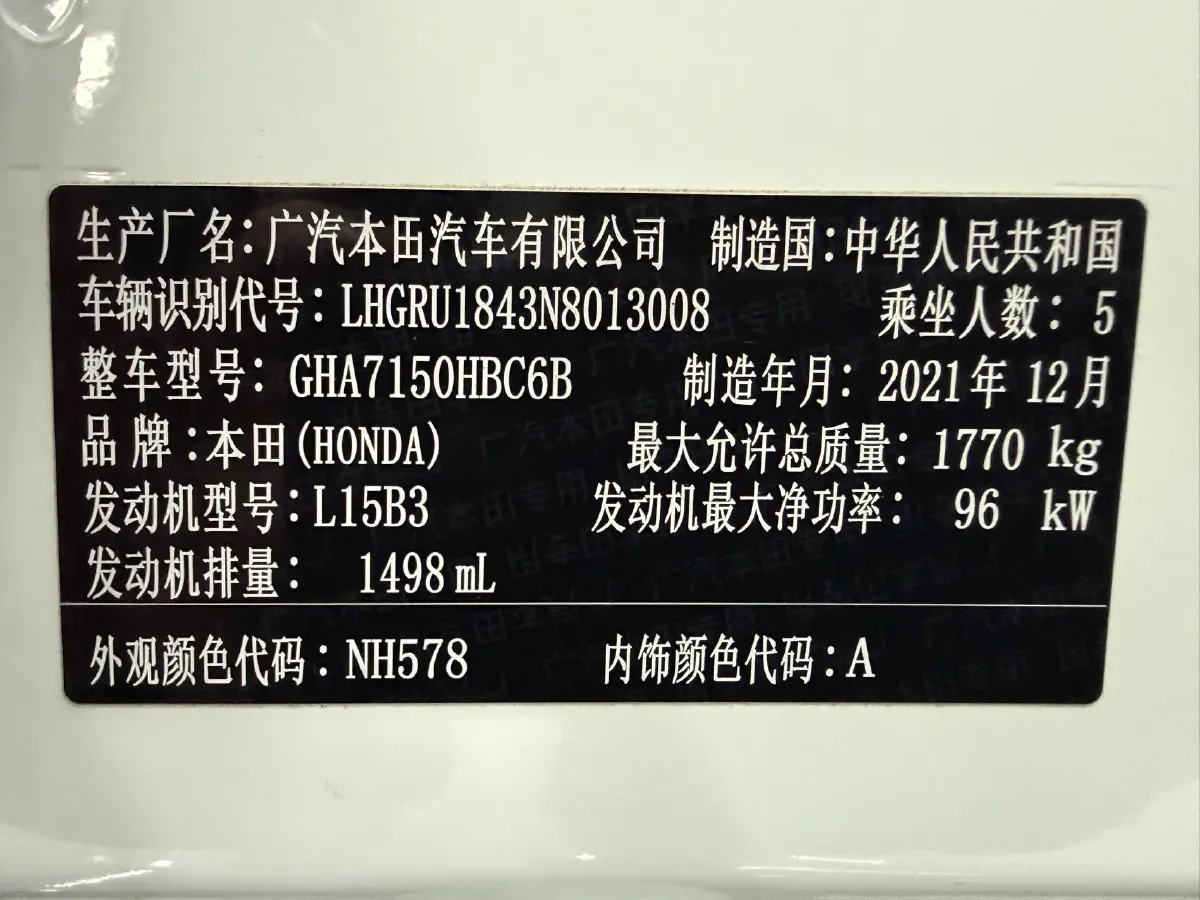 生产厂名：广汽本田汽车有限公司 制造国：中华人民共和国
车辆识别代号：LHGRU1843N8013008 乘坐人数：5
整车型号：GHA7150HBC6B 制造年月：2021年12月
品牌：本田(HONDA) 最大允许总质量：1770 kg
发动机型号：L15B3 发动机最大净功率：96 kW
发动机排量：1498 mL
外观颜色代码：NH578 内饰颜色代码：A